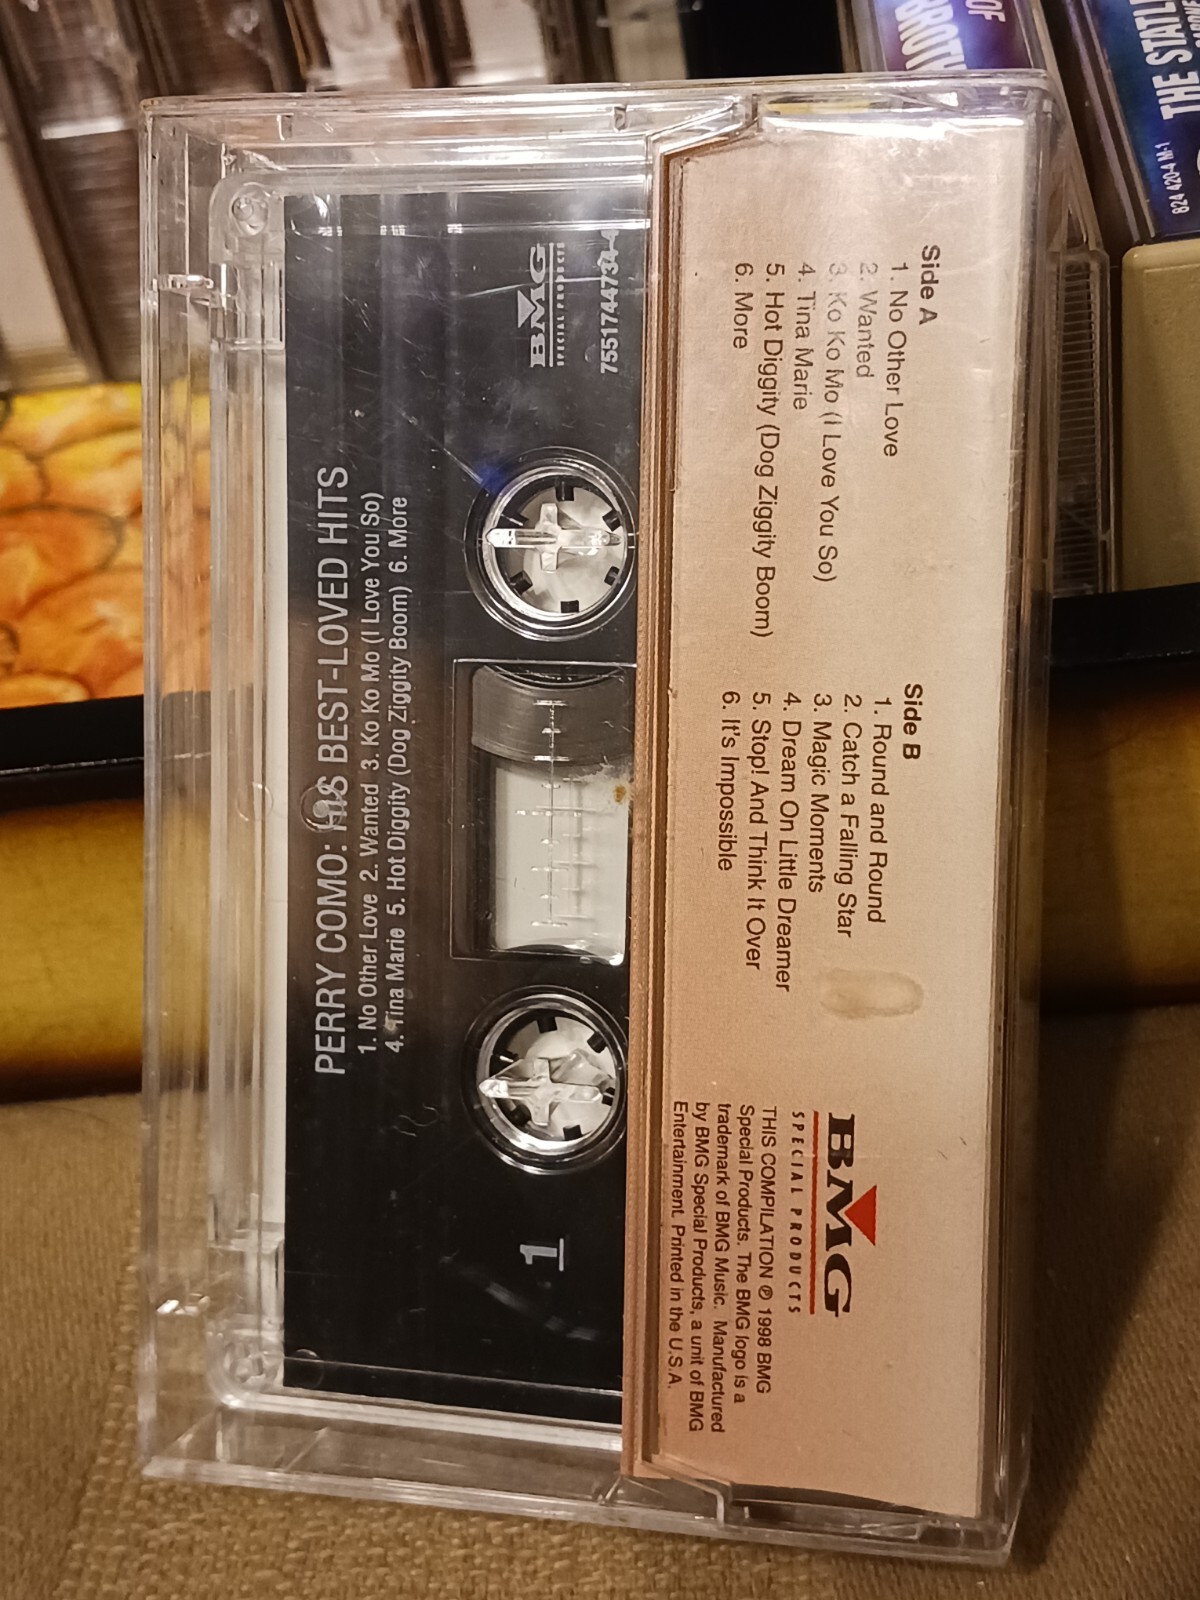 Side A
1. No Other Love
2. Wanted
3. Ko Ko Mo (I Love You So)
4. Tina Marie
5. Hot Diggity (Dog Ziggity Boom)
6. More
Side B
1. Round and Round
2. Catch a Falling Star
3. Magic Moments
4. Dream On Little Dreamer
5. Stop! And Think It Over
6. It's Impossible
BMG
SPECIAL PRODUCTS
THIS COMPILATION ℗ 1998 BMG
Special Products. The BMG logo is a
trademark of BMG Music. Manufactured
by BMG Special Products, a unit of BMG
Entertainment. Printed in the U.S.A.
PERRY COMO: HIS BEST-LOVED HITS
1. No Other Love 2. Wanted 3. Ko Ko Mo (I Love You So)
4. Tina Marie 5. Hot Diggity (Dog Ziggity Boom) 6. More
BMG
SPECIAL PRODUCTS
755174473-4
1
OF
THE STATL
824 420-4 M-1